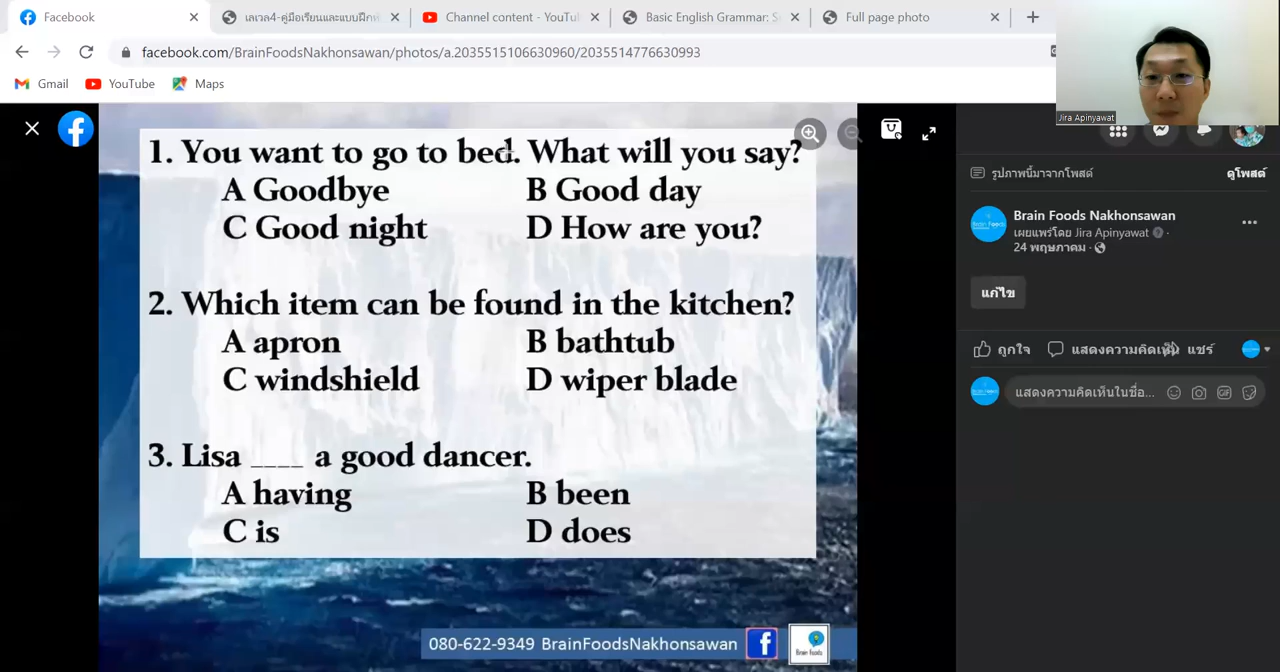 Facebook
เลเวล4-คู่มือเรียนและแบบฝึกหั
Channel content - YouTu
Basic English Grammar: S
Full page photo
facebook.com/BrainFoodsNakhonsawan/photos/a.2035515106630960/2035514776630993
Gmail
YouTube
Maps
Jira Apinyawat
1. You want to go to bed. What will you say?
A Goodbye
B Good day
C Good night
D How are you?
2. Which item can be found in the kitchen?
A apron
B bathtub
C windshield
D wiper blade
3. Lisa ____ a good dancer.
A having
B been
C is
D does
080-622-9349 BrainFoodsNakhonsawan
Brain Foods
รูปภาพนี้มาจากโพสต์
ดูโพสต์
Brain Foods Nakhonsawan
เผยแพร่โดย Jira Apinyawat
24 พฤษภาคม
แก้ไข
ถูกใจ
แสดงความคิดเห็น
แชร์
แสดงความคิดเห็นในชื่อ...
GIF